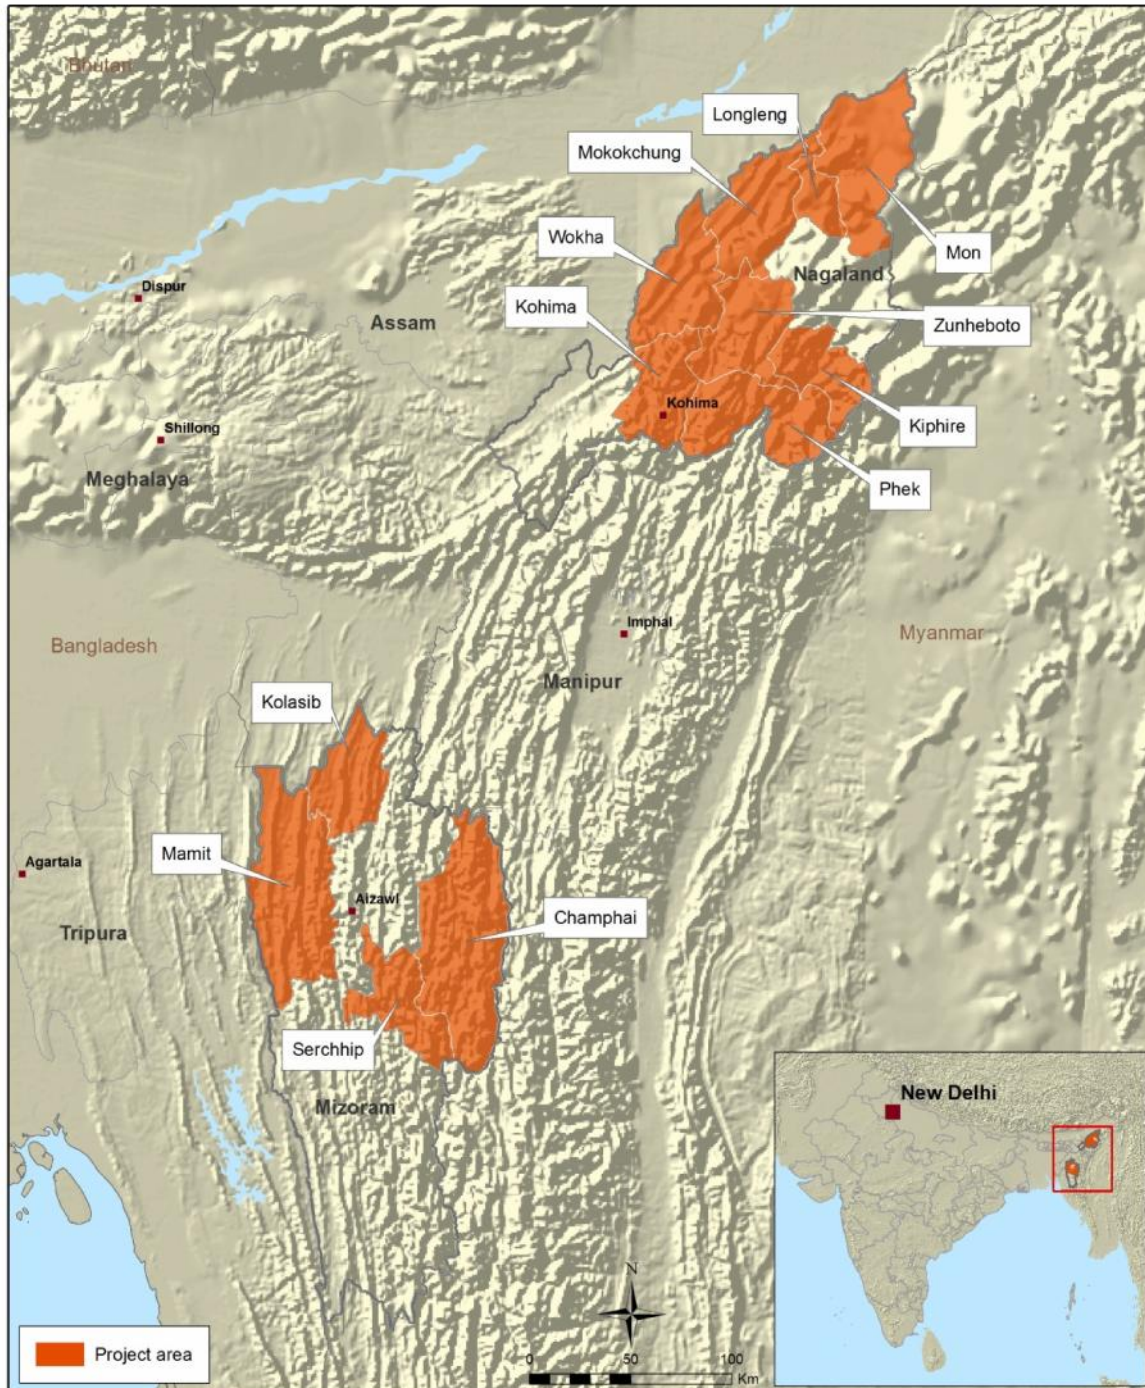 Bhutan
Longleng
Mokokchung
Wokha
Mon
Nagaland
Dispur
Kohima
Assam
Zunheboto
Kohima
Shillong
Kiphire
Meghalaya
Phek
Imphal
Bangladesh
Myanmar
Manipur
Kolasib
Mamit
Agartala
Aizawl
Champhai
Tripura
Serchhip
Mizoram
New Delhi
N
Project area
0 50 100
Km